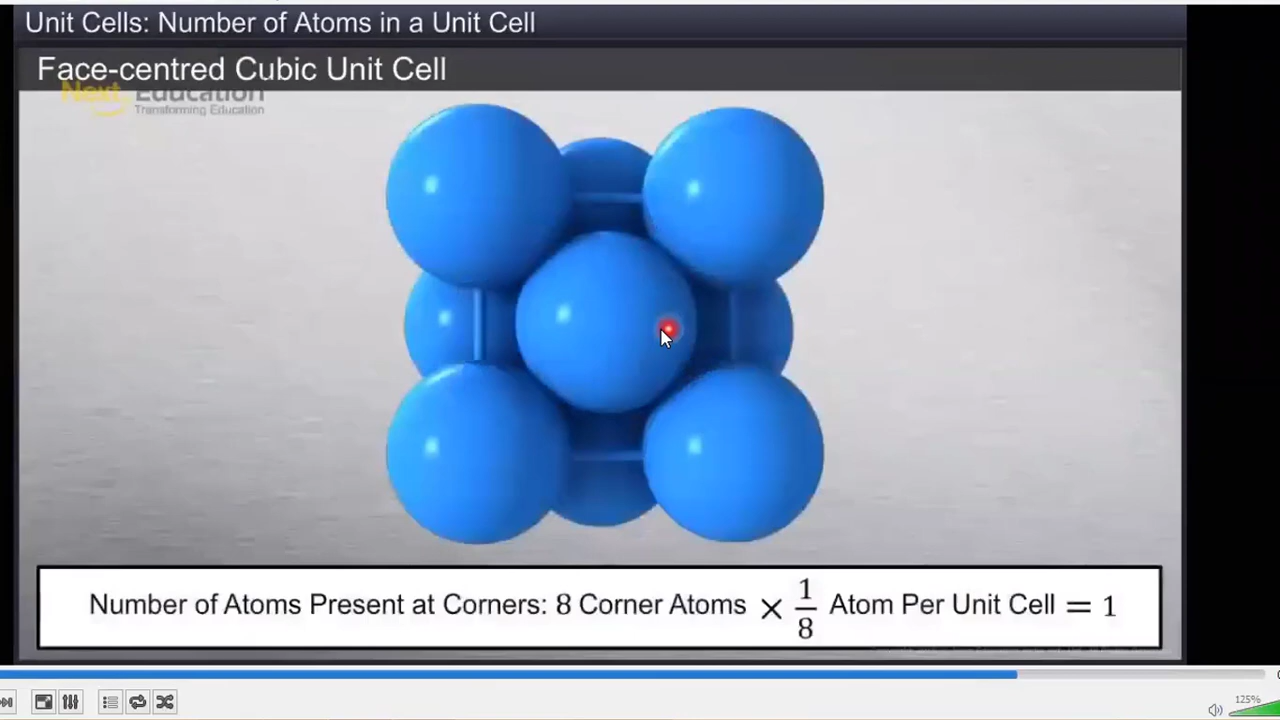 Unit Cells: Number of Atoms in a Unit Cell
Face-centred Cubic Unit Cell
Next Education
Transforming Education
Number of Atoms Present at Corners: 8 Corner Atoms × 1/8 Atom Per Unit Cell = 1
125%